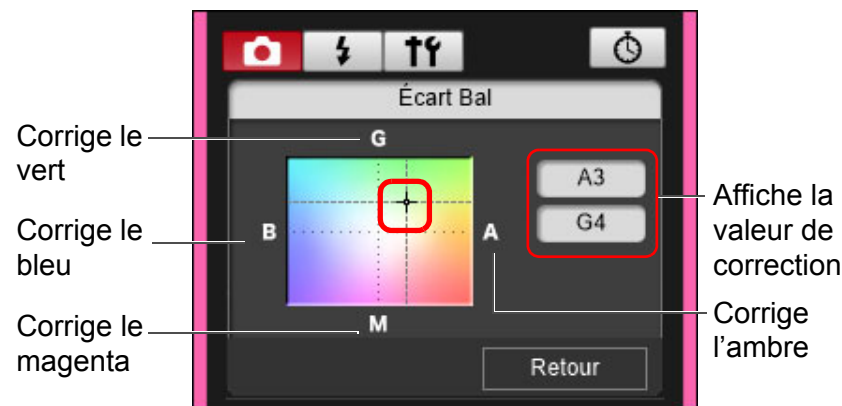 Écart Bal
Corrige le
vert
G
A3
Affiche la
valeur de
correction
Corrige le
bleu
B
A
G4
Corrige le
magenta
M
Corrige
l’ambre
Retour